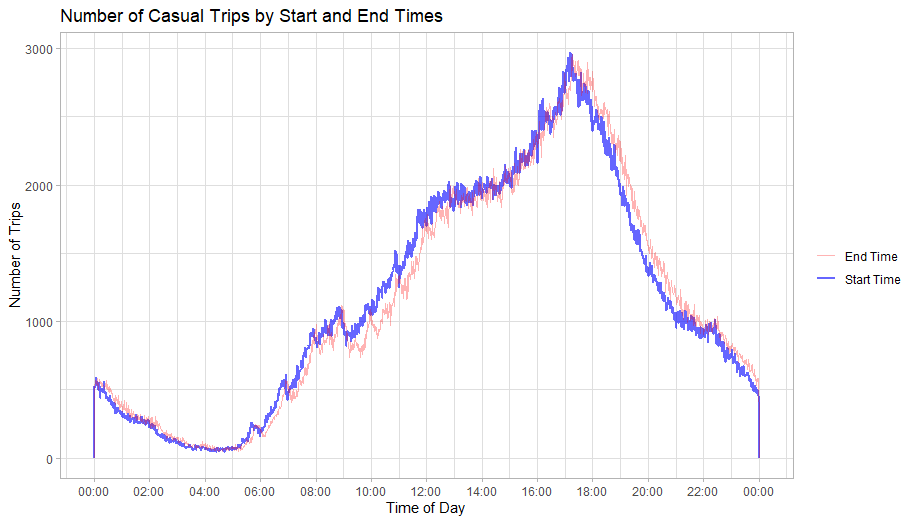 Number of Casual Trips by Start and End Times
Number of Trips
3000
2000
1000
0
00:00 02:00 04:00 06:00 08:00 10:00 12:00 14:00 16:00 18:00 20:00 22:00 00:00
Time of Day
End Time
Start Time